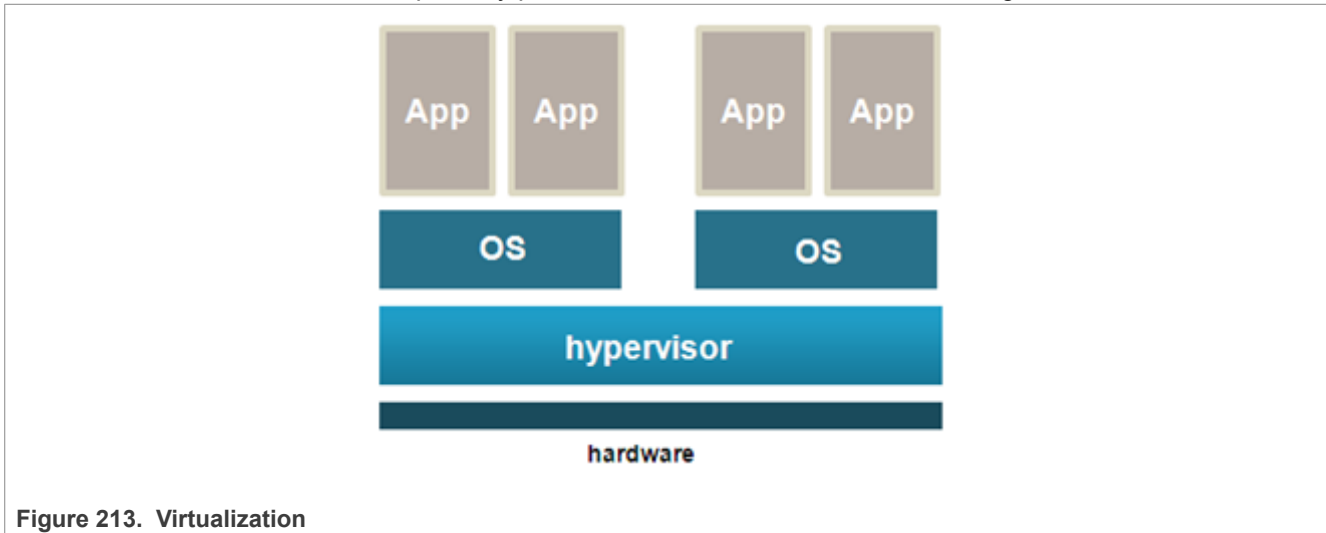 App App App App
OS OS
hypervisor
hardware
Figure 213. Virtualization